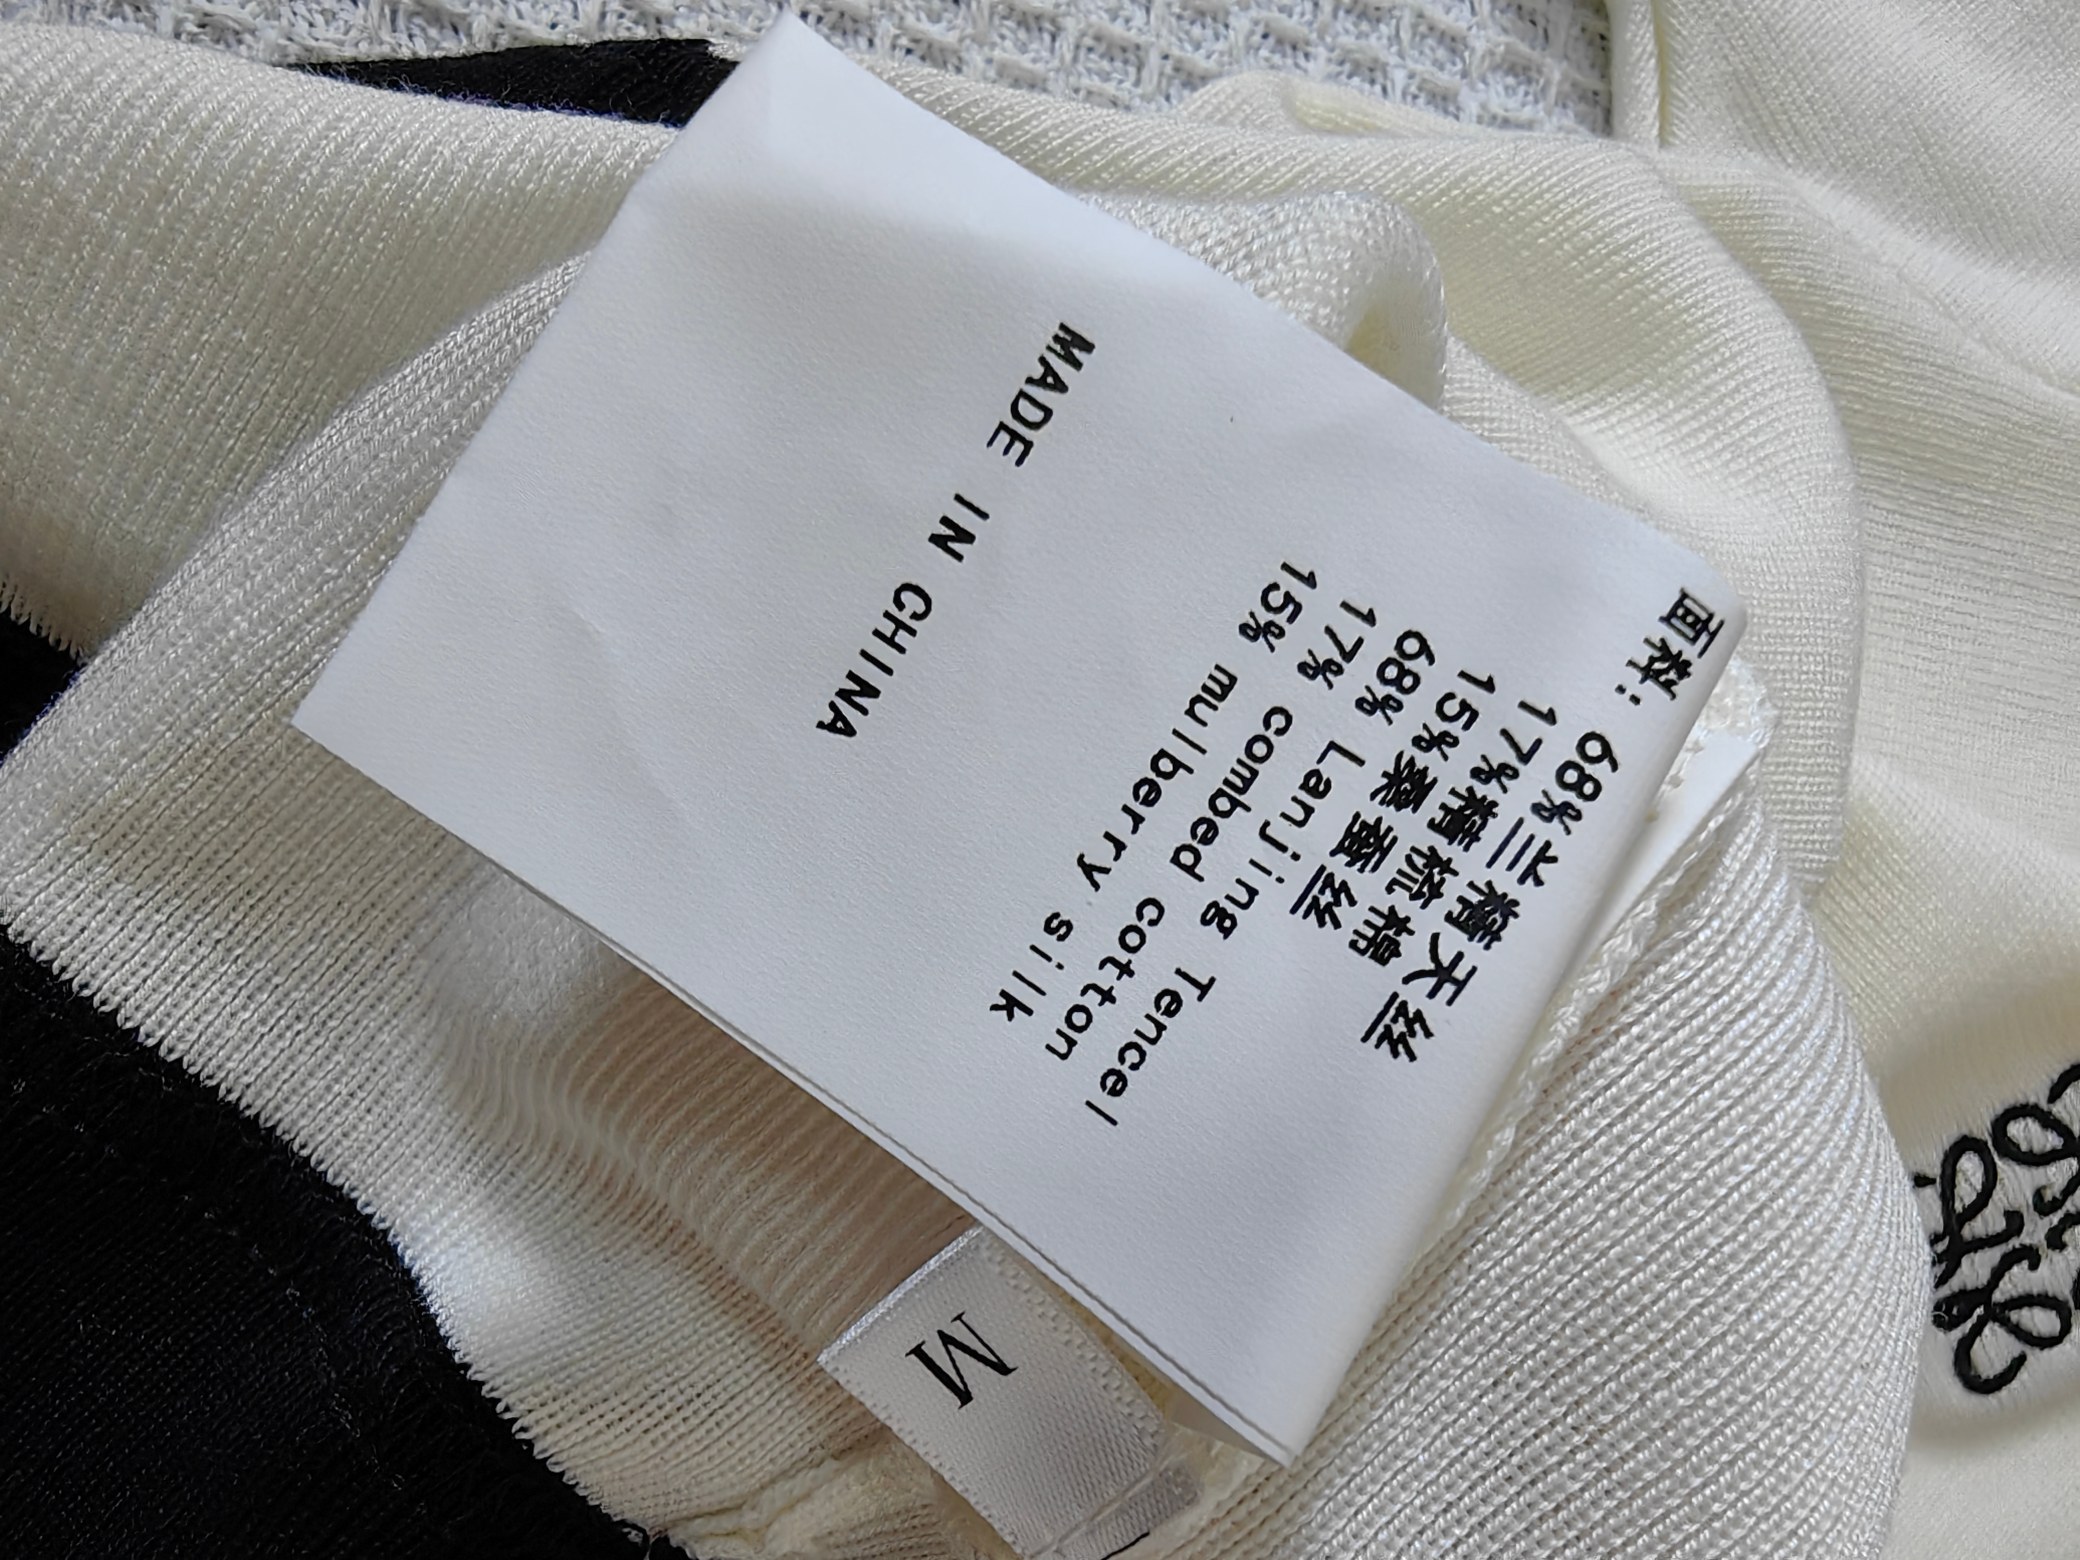 面料：68%兰精天丝
17%精梳棉
15%桑蚕丝
68% Lanjing Tencel
17% combed cotton
15% mulberry silk
MADE IN CHINA
M